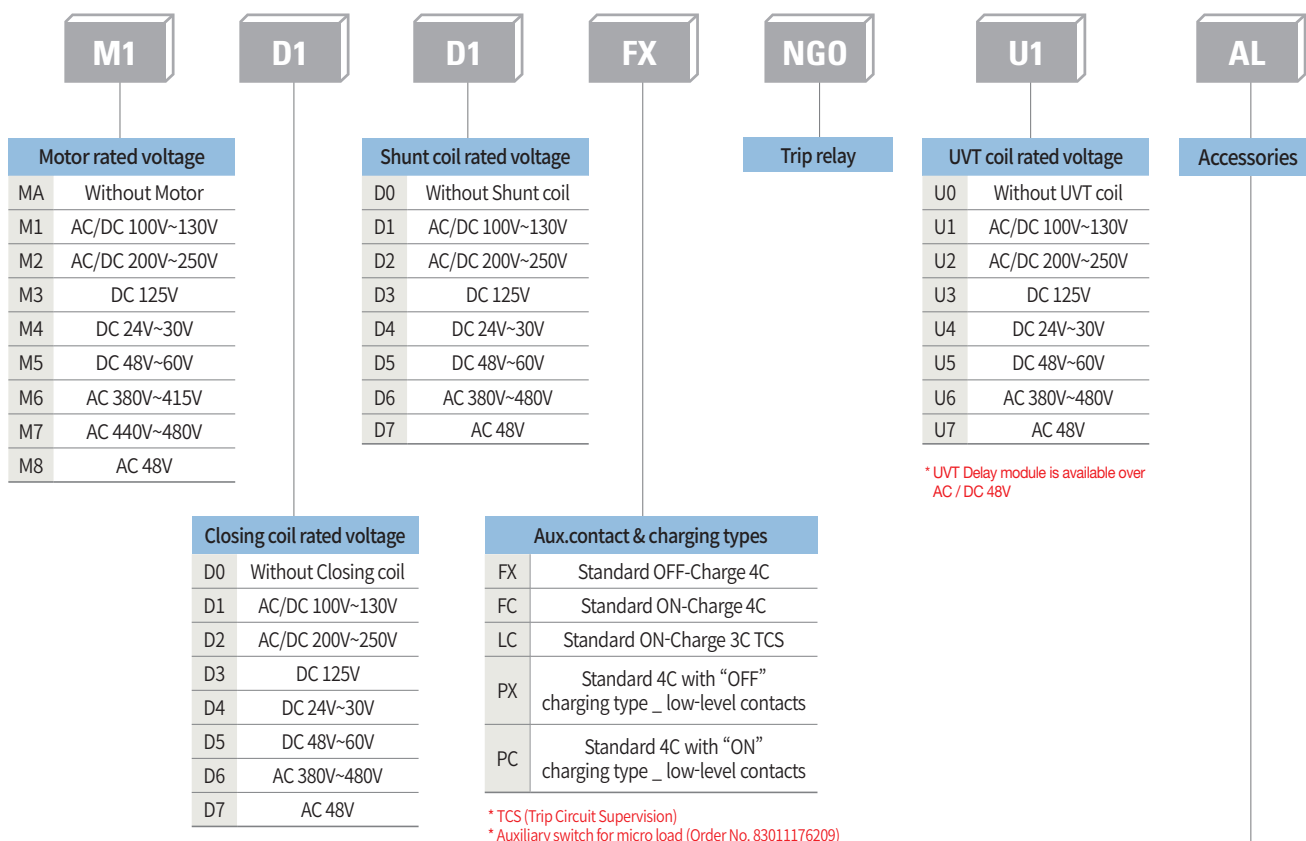 M1 D1 D1 FX NG0 U1 AL
Motor rated voltage
MA Without Motor
M1 AC/DC 100V~130V
M2 AC/DC 200V~250V
M3 DC 125V
M4 DC 24V~30V
M5 DC 48V~60V
M6 AC 380V~415V
M7 AC 440V~480V
M8 AC 48V
Shunt coil rated voltage
D0 Without Shunt coil
D1 AC/DC 100V~130V
D2 AC/DC 200V~250V
D3 DC 125V
D4 DC 24V~30V
D5 DC 48V~60V
D6 AC 380V~480V
D7 AC 48V
Trip relay
UVT coil rated voltage
U0 Without UVT coil
U1 AC/DC 100V~130V
U2 AC/DC 200V~250V
U3 DC 125V
U4 DC 24V~30V
U5 DC 48V~60V
U6 AC 380V~480V
U7 AC 48V
* UVT Delay module is available over
AC / DC 48V
Accessories
Closing coil rated voltage
D0 Without Closing coil
D1 AC/DC 100V~130V
D2 AC/DC 200V~250V
D3 DC 125V
D4 DC 24V~30V
D5 DC 48V~60V
D6 AC 380V~480V
D7 AC 48V
Aux.contact & charging types
FX Standard OFF-Charge 4C
FC Standard ON-Charge 4C
LC Standard ON-Charge 3C TCS
PX Standard 4C with “OFF”
charging type _ low-level contacts
PC Standard 4C with “ON”
charging type _ low-level contacts
* TCS (Trip Circuit Supervision)
* Auxiliary switch for micro load (Order No. 83011176209)